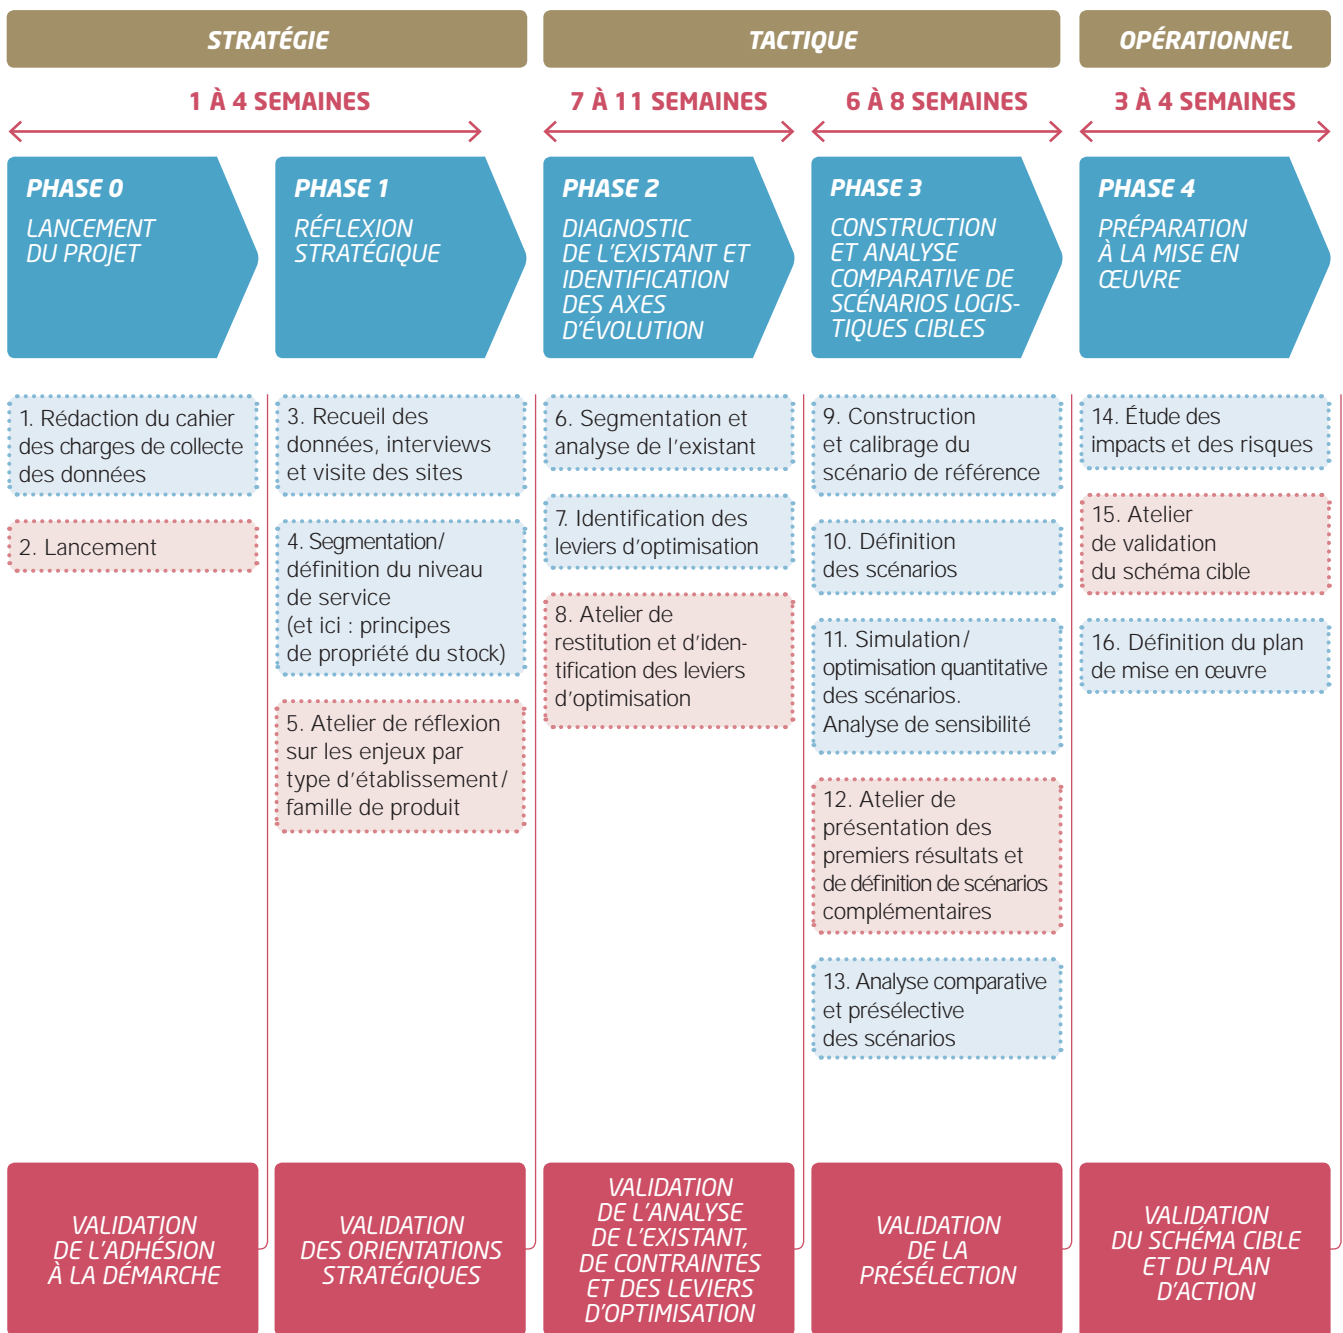 STRATÉGIE
TACTIQUE
OPÉRATIONNEL
1 À 4 SEMAINES
7 À 11 SEMAINES
6 À 8 SEMAINES
3 À 4 SEMAINES
PHASE 0
LANCEMENT
DU PROJET
PHASE 1
RÉFLEXION
STRATÉGIQUE
PHASE 2
DIAGNOSTIC
DE L'EXISTANT ET
IDENTIFICATION
DES AXES
D'ÉVOLUTION
PHASE 3
CONSTRUCTION
ET ANALYSE
COMPARATIVE DE
SCÉNARIOS LOGIS-
TIQUES CIBLES
PHASE 4
PRÉPARATION
À LA MISE EN
ŒUVRE
1. Rédaction du cahier
des charges de collecte
des données
2. Lancement
3. Recueil des
données, interviews
et visite des sites
4. Segmentation/
définition du niveau
de service
(et ici : principes
de propriété du stock)
5. Atelier de réflexion
sur les enjeux par
type d'établissement/
famille de produit
6. Segmentation et
analyse de l'existant
7. Identification des
leviers d'optimisation
8. Atelier de
restitution et d'iden-
tification des leviers
d'optimisation
9. Construction
et calibrage du
scénario de référence
10. Définition
des scénarios
11. Simulation/
optimisation quantitative
des scénarios.
Analyse de sensibilité
12. Atelier de
présentation des
premiers résultats et
de définition de scénarios
complémentaires
13. Analyse comparative
et présélective
des scénarios
14. Étude des
impacts et des risques
15. Atelier
de validation
du schéma cible
16. Définition du plan
de mise en œuvre
VALIDATION
DE L'ADHÉSION
À LA DÉMARCHE
VALIDATION
DES ORIENTATIONS
STRATÉGIQUES
VALIDATION
DE L'ANALYSE
DE L'EXISTANT,
DE CONTRAINTES
ET DES LEVIERS
D'OPTIMISATION
VALIDATION
DE LA
PRÉSÉLECTION
VALIDATION
DU SCHÉMA CIBLE
ET DU PLAN
D'ACTION